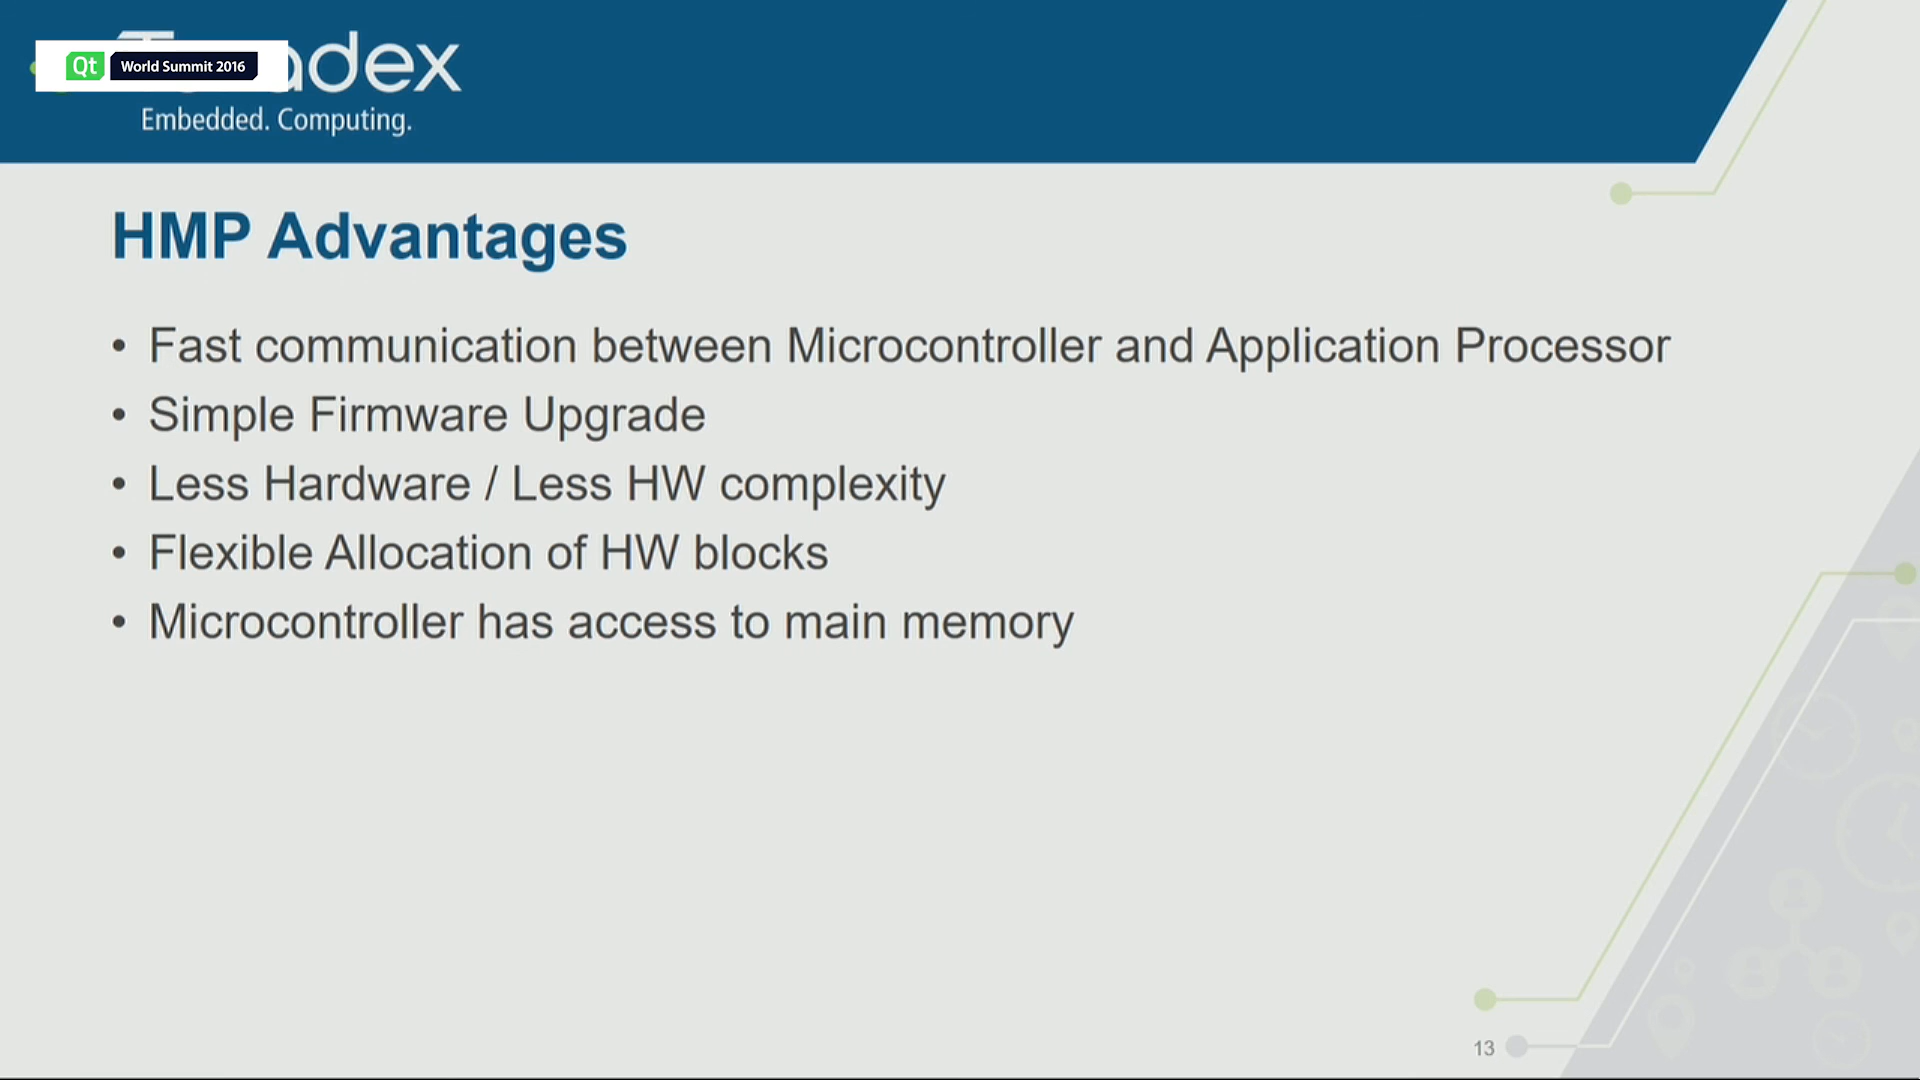 Qt World Summit 2016
Embedded. Computing.
HMP Advantages
• Fast communication between Microcontroller and Application Processor
• Simple Firmware Upgrade
• Less Hardware / Less HW complexity
• Flexible Allocation of HW blocks
• Microcontroller has access to main memory
13